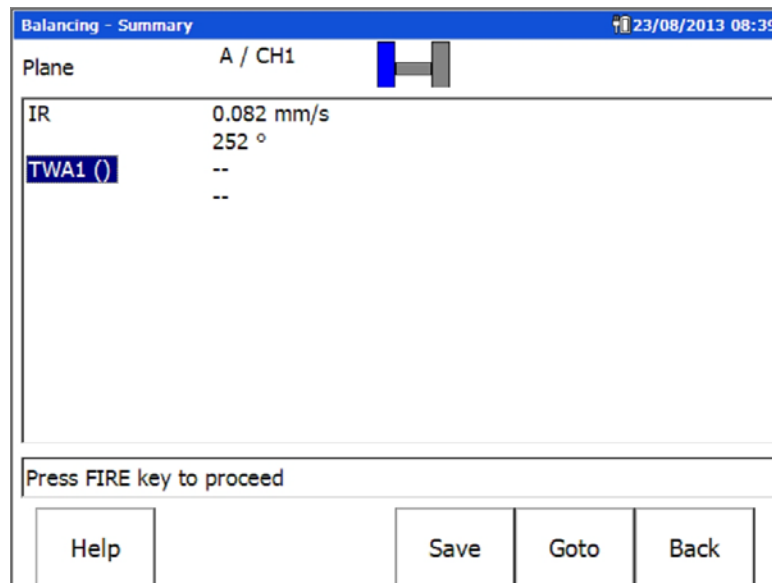 Balancing - Summary 23/08/2013 08:39
Plane A / CH1
IR 0.082 mm/s
252 °
TWA1 () --
--
Press FIRE key to proceed
Help Save Goto Back